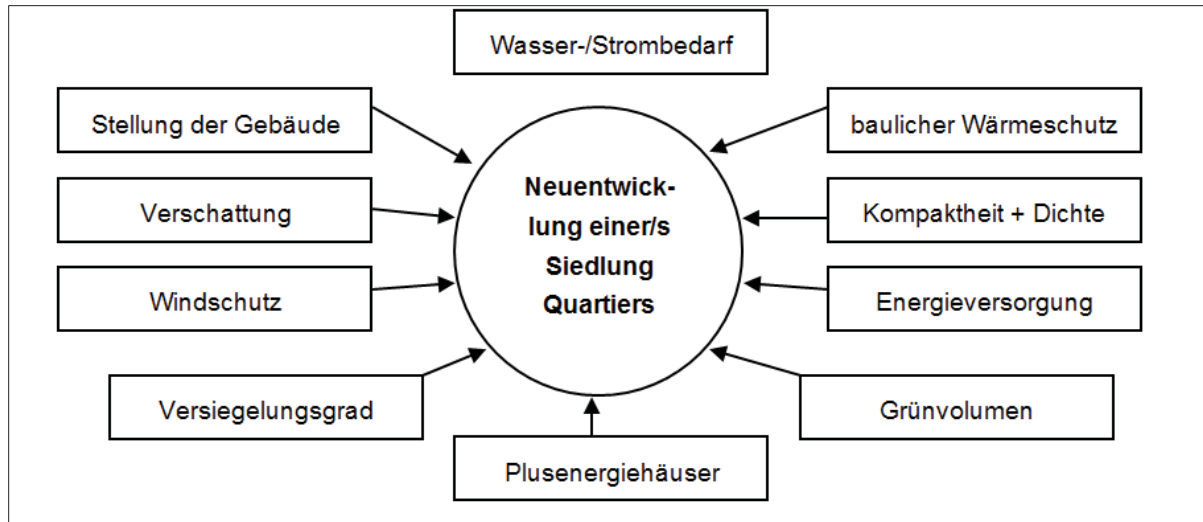 Wasser-/Strombedarf
Stellung der Gebäude
baulicher Wärmeschutz
Neuentwick-
lung einer/s
Siedlung
Quartiers
Verschattung
Kompaktheit + Dichte
Windschutz
Energieversorgung
Versiegelungsgrad
Grünvolumen
Plusenergiehäuser